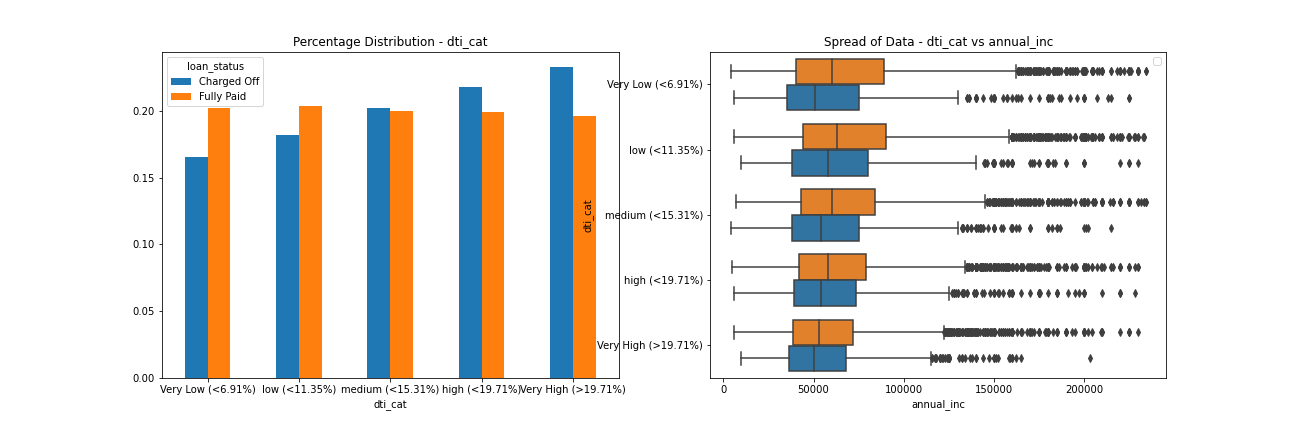 Percentage Distribution - dti_cat
loan_status
Charged Off
Fully Paid
0.20
0.15
0.10
0.05
0.00
Very Low (<6.91%)
low (<11.35%)
medium (<15.31%)
high (<19.71%)
Very High (>19.71%)
dti_cat
Spread of Data - dti_cat vs annual_inc
dti_cat
Very Low (<6.91%)
low (<11.35%)
medium (<15.31%)
high (<19.71%)
Very High (>19.71%)
0
50000
100000
150000
200000
annual_inc